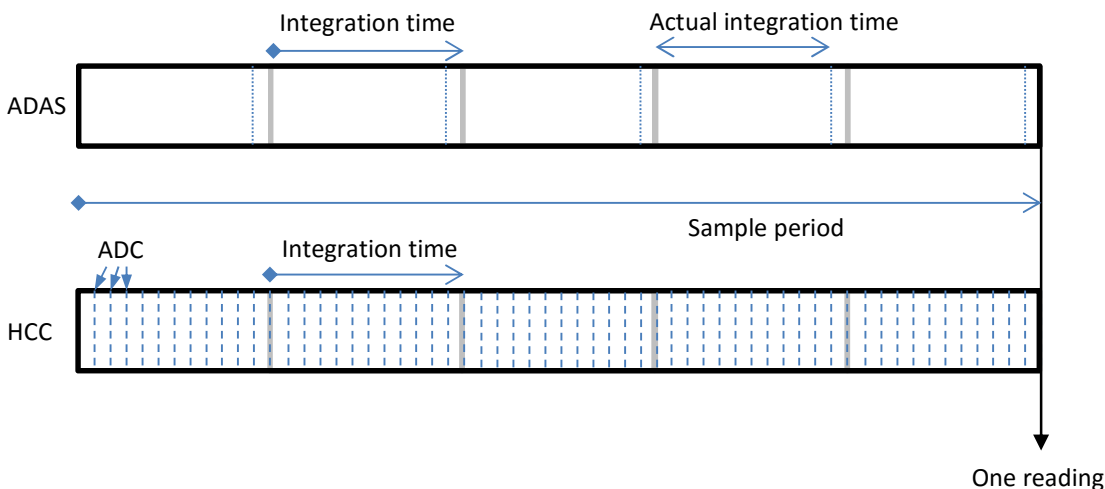 Integration time
Actual integration time
ADAS
Sample period
ADC
Integration time
HCC
One reading